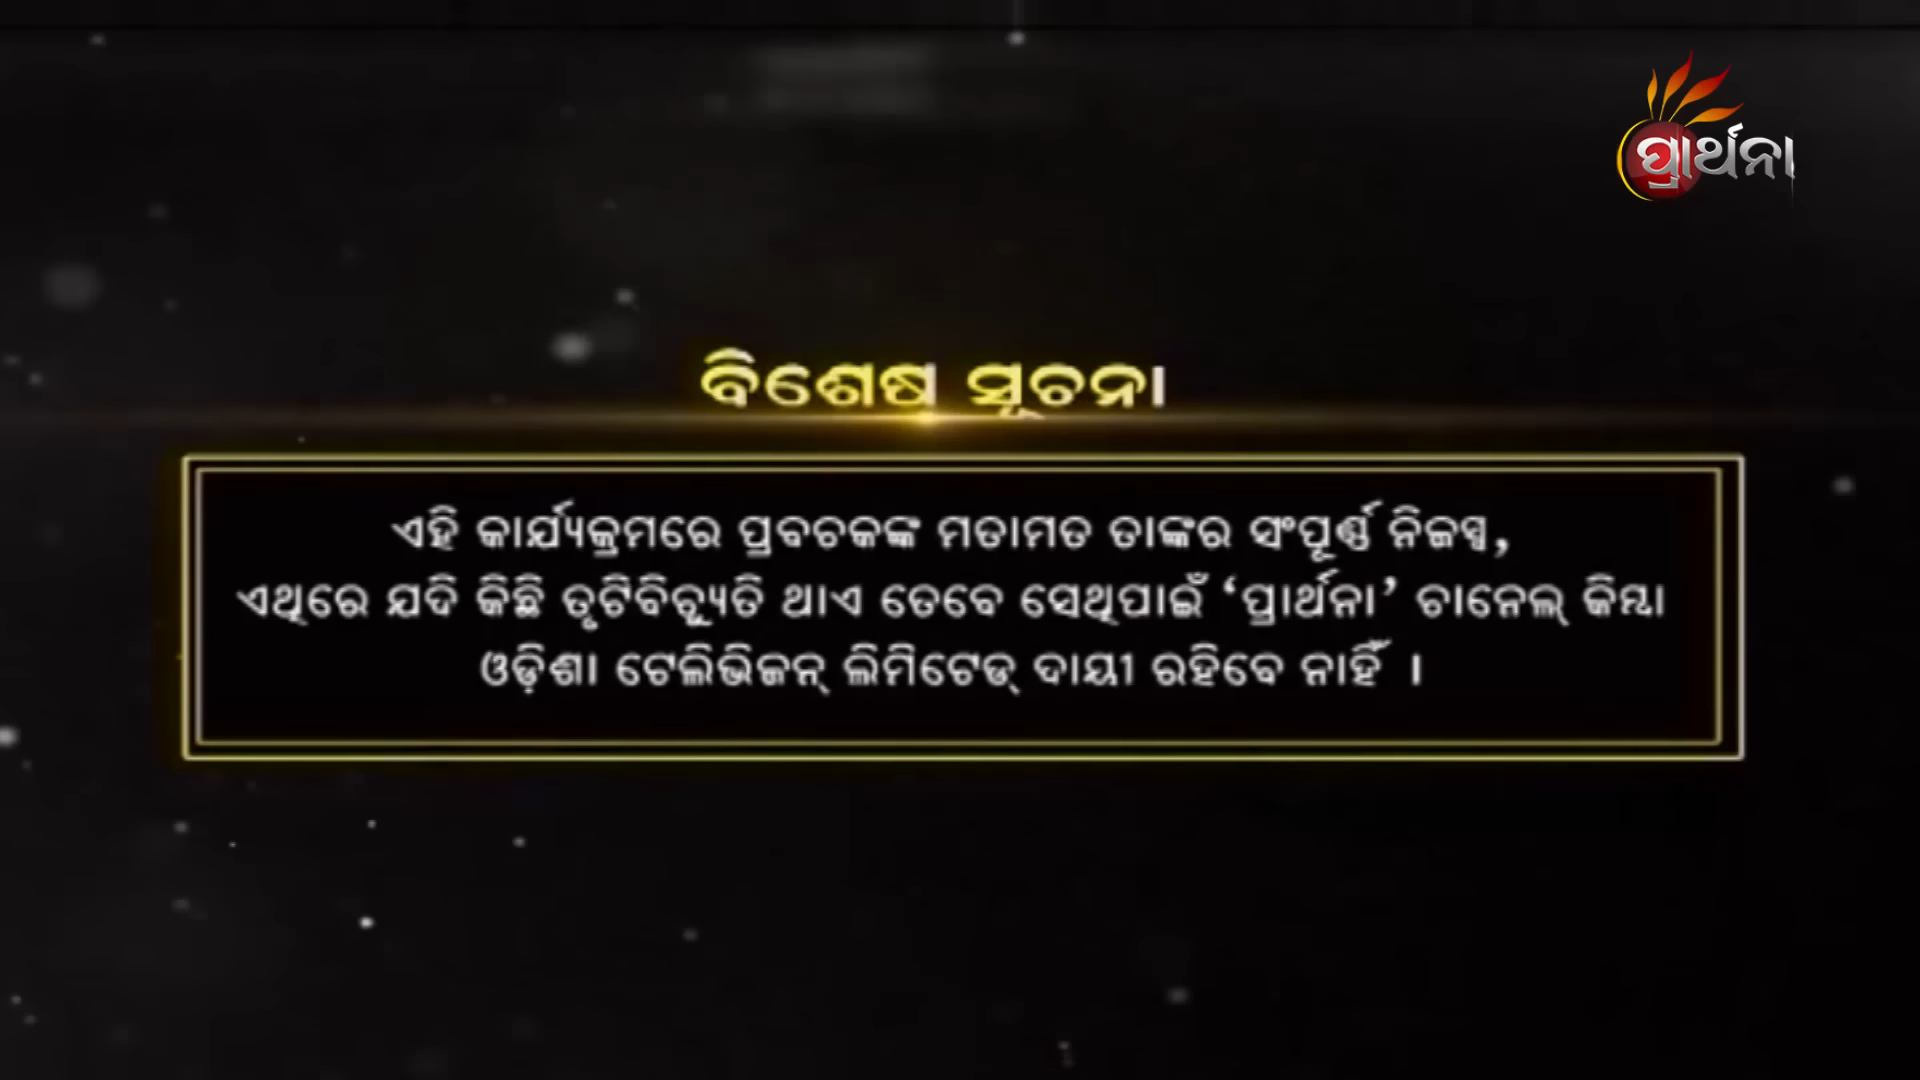 ପ୍ରାର୍ଥନା
ବିଶେଷ ସୂଚନା
ଏହି କାର୍ଯ୍ୟକ୍ରମରେ ପ୍ରବଚକଙ୍କ ମତାମତ ତାଙ୍କର ସଂପୂର୍ଣ୍ଣ ନିଜସ୍ୱ,
ଏଥିରେ ଯଦି କିଛି ତୃଟିବିଚ୍ୟୁତି ଥାଏ ତେବେ ସେଥିପାଇଁ ‘ପ୍ରାର୍ଥନା’ ଚାନେଲ୍ କିମ୍ୱା
ଓଡ଼ିଶା ଟେଲିଭିଜନ୍ ଲିମିଟେଡ୍ ଦାୟୀ ରହିବେ ନାହିଁ ।